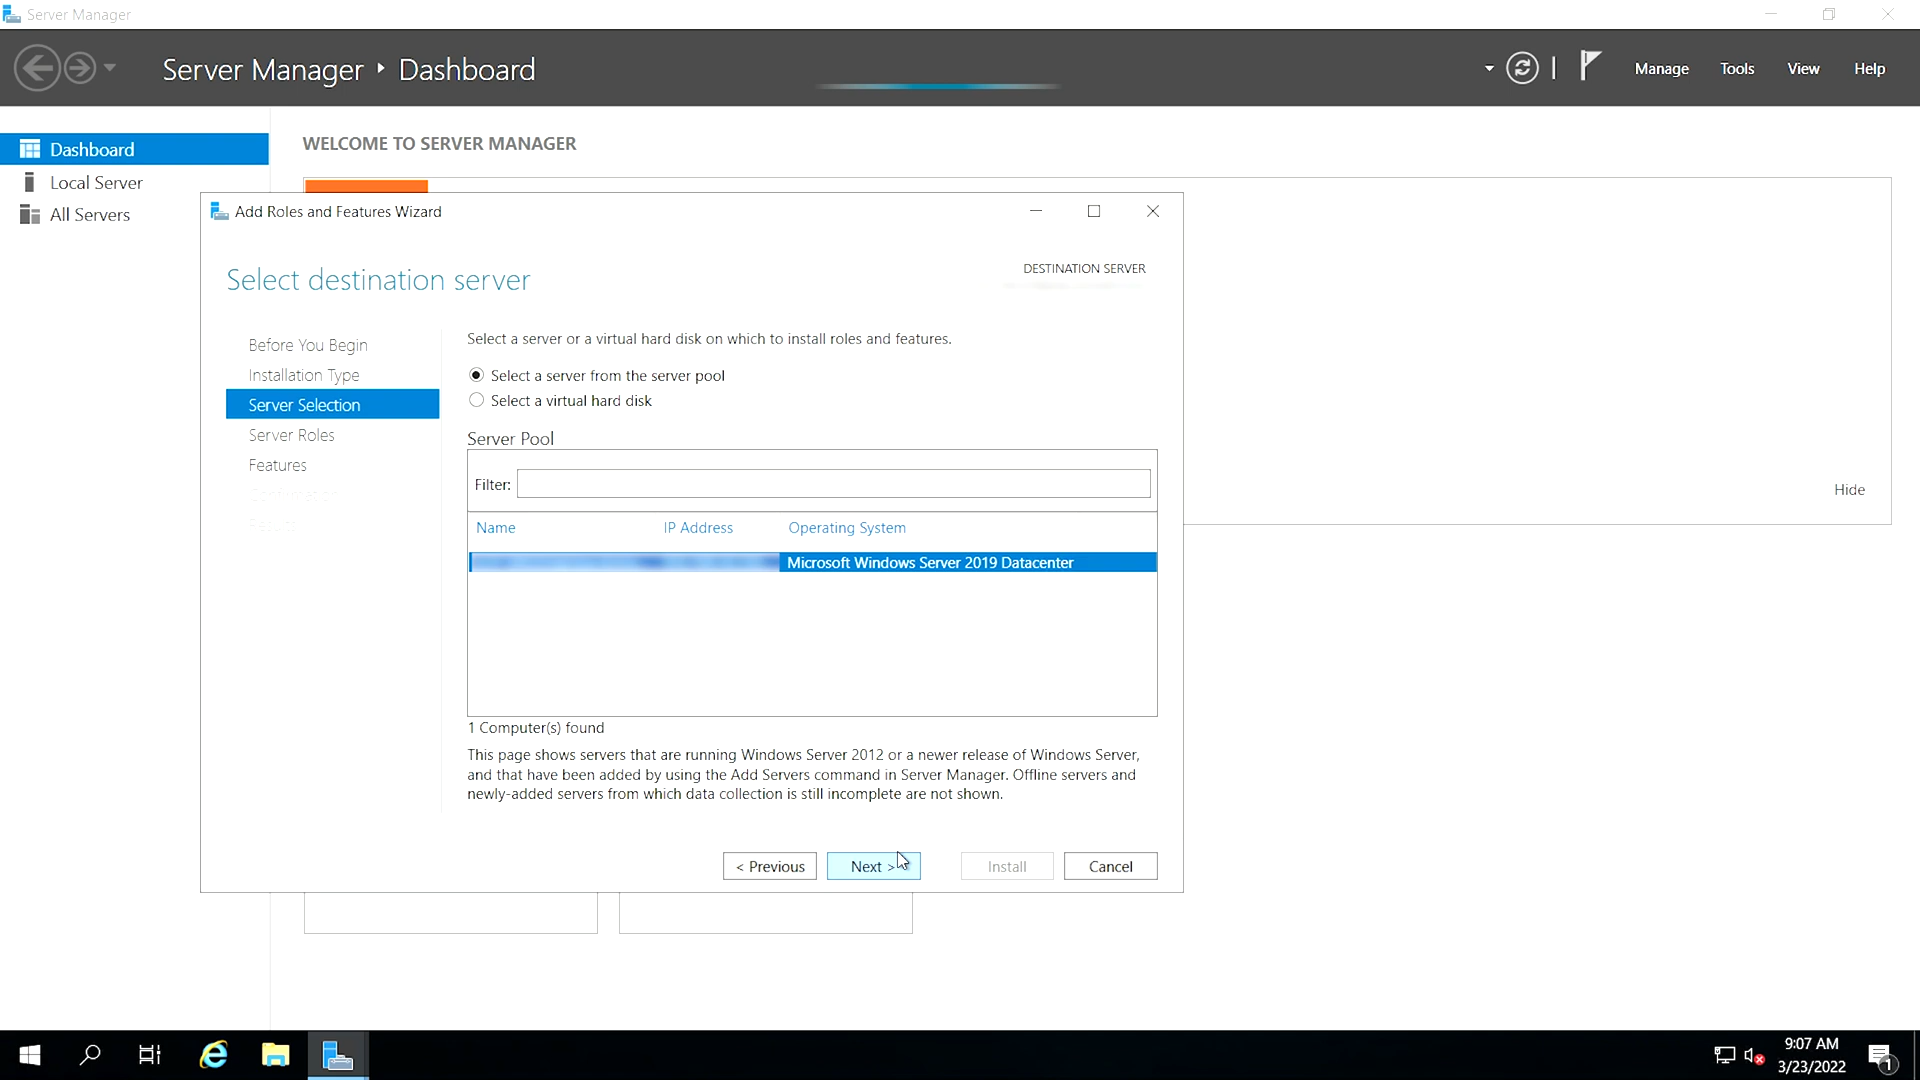 Server Manager
Server Manager Dashboard
Manage Tools View Help
Dashboard
Local Server
All Servers
WELCOME TO SERVER MANAGER
Hide
Add Roles and Features Wizard
Select destination server
DESTINATION SERVER
Before You Begin
Installation Type
Server Selection
Server Roles
Features
Confirmation
Results
Select a server or a virtual hard disk on which to install roles and features.
Select a server from the server pool
Select a virtual hard disk
Server Pool
Filter:
Name IP Address Operating System
Microsoft Windows Server 2019 Datacenter
1 Computer(s) found
This page shows servers that are running Windows Server 2012 or a newer release of Windows Server,
and that have been added by using the Add Servers command in Server Manager. Offline servers and
newly-added servers from which data collection is still incomplete are not shown.
< Previous Next > Install Cancel
9:07 AM
3/23/2022
1